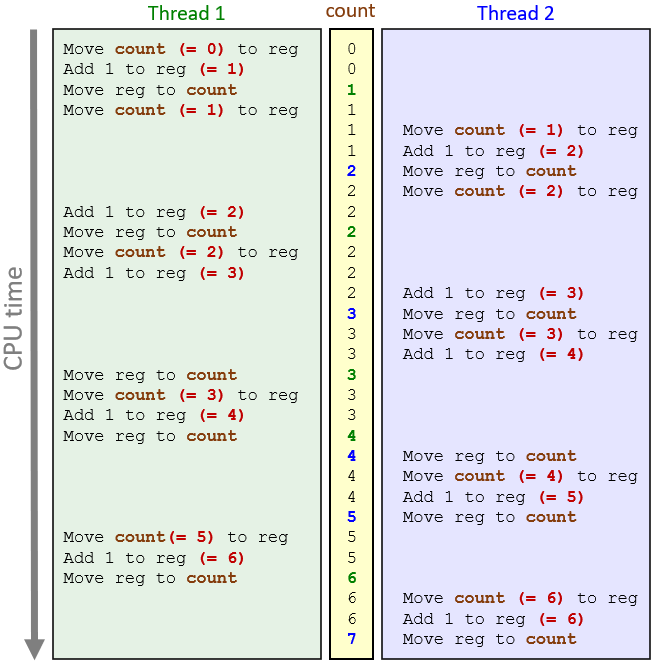 Thread 1 count Thread 2
Move count (= 0) to reg 0
Add 1 to reg (= 1) 0
Move reg to count 1
Move count (= 1) to reg 1
1 Move count (= 1) to reg
1 Add 1 to reg (= 2)
2 Move reg to count
2 Move count (= 2) to reg
Add 1 to reg (= 2) 2
Move reg to count 2
Move count (= 2) to reg 2
Add 1 to reg (= 3) 2
2 Add 1 to reg (= 3)
3 Move reg to count
3 Move count (= 3) to reg
3 Add 1 to reg (= 4)
Move reg to count 3
Move count (= 3) to reg 3
Add 1 to reg (= 4) 3
Move reg to count 4
4 Move reg to count
4 Move count (= 4) to reg
4 Add 1 to reg (= 5)
5 Move reg to count
Move count(= 5) to reg 5
Add 1 to reg (= 6) 5
Move reg to count 6
6 Move count (= 6) to reg
6 Add 1 to reg (= 6)
7 Move reg to count
CPU time